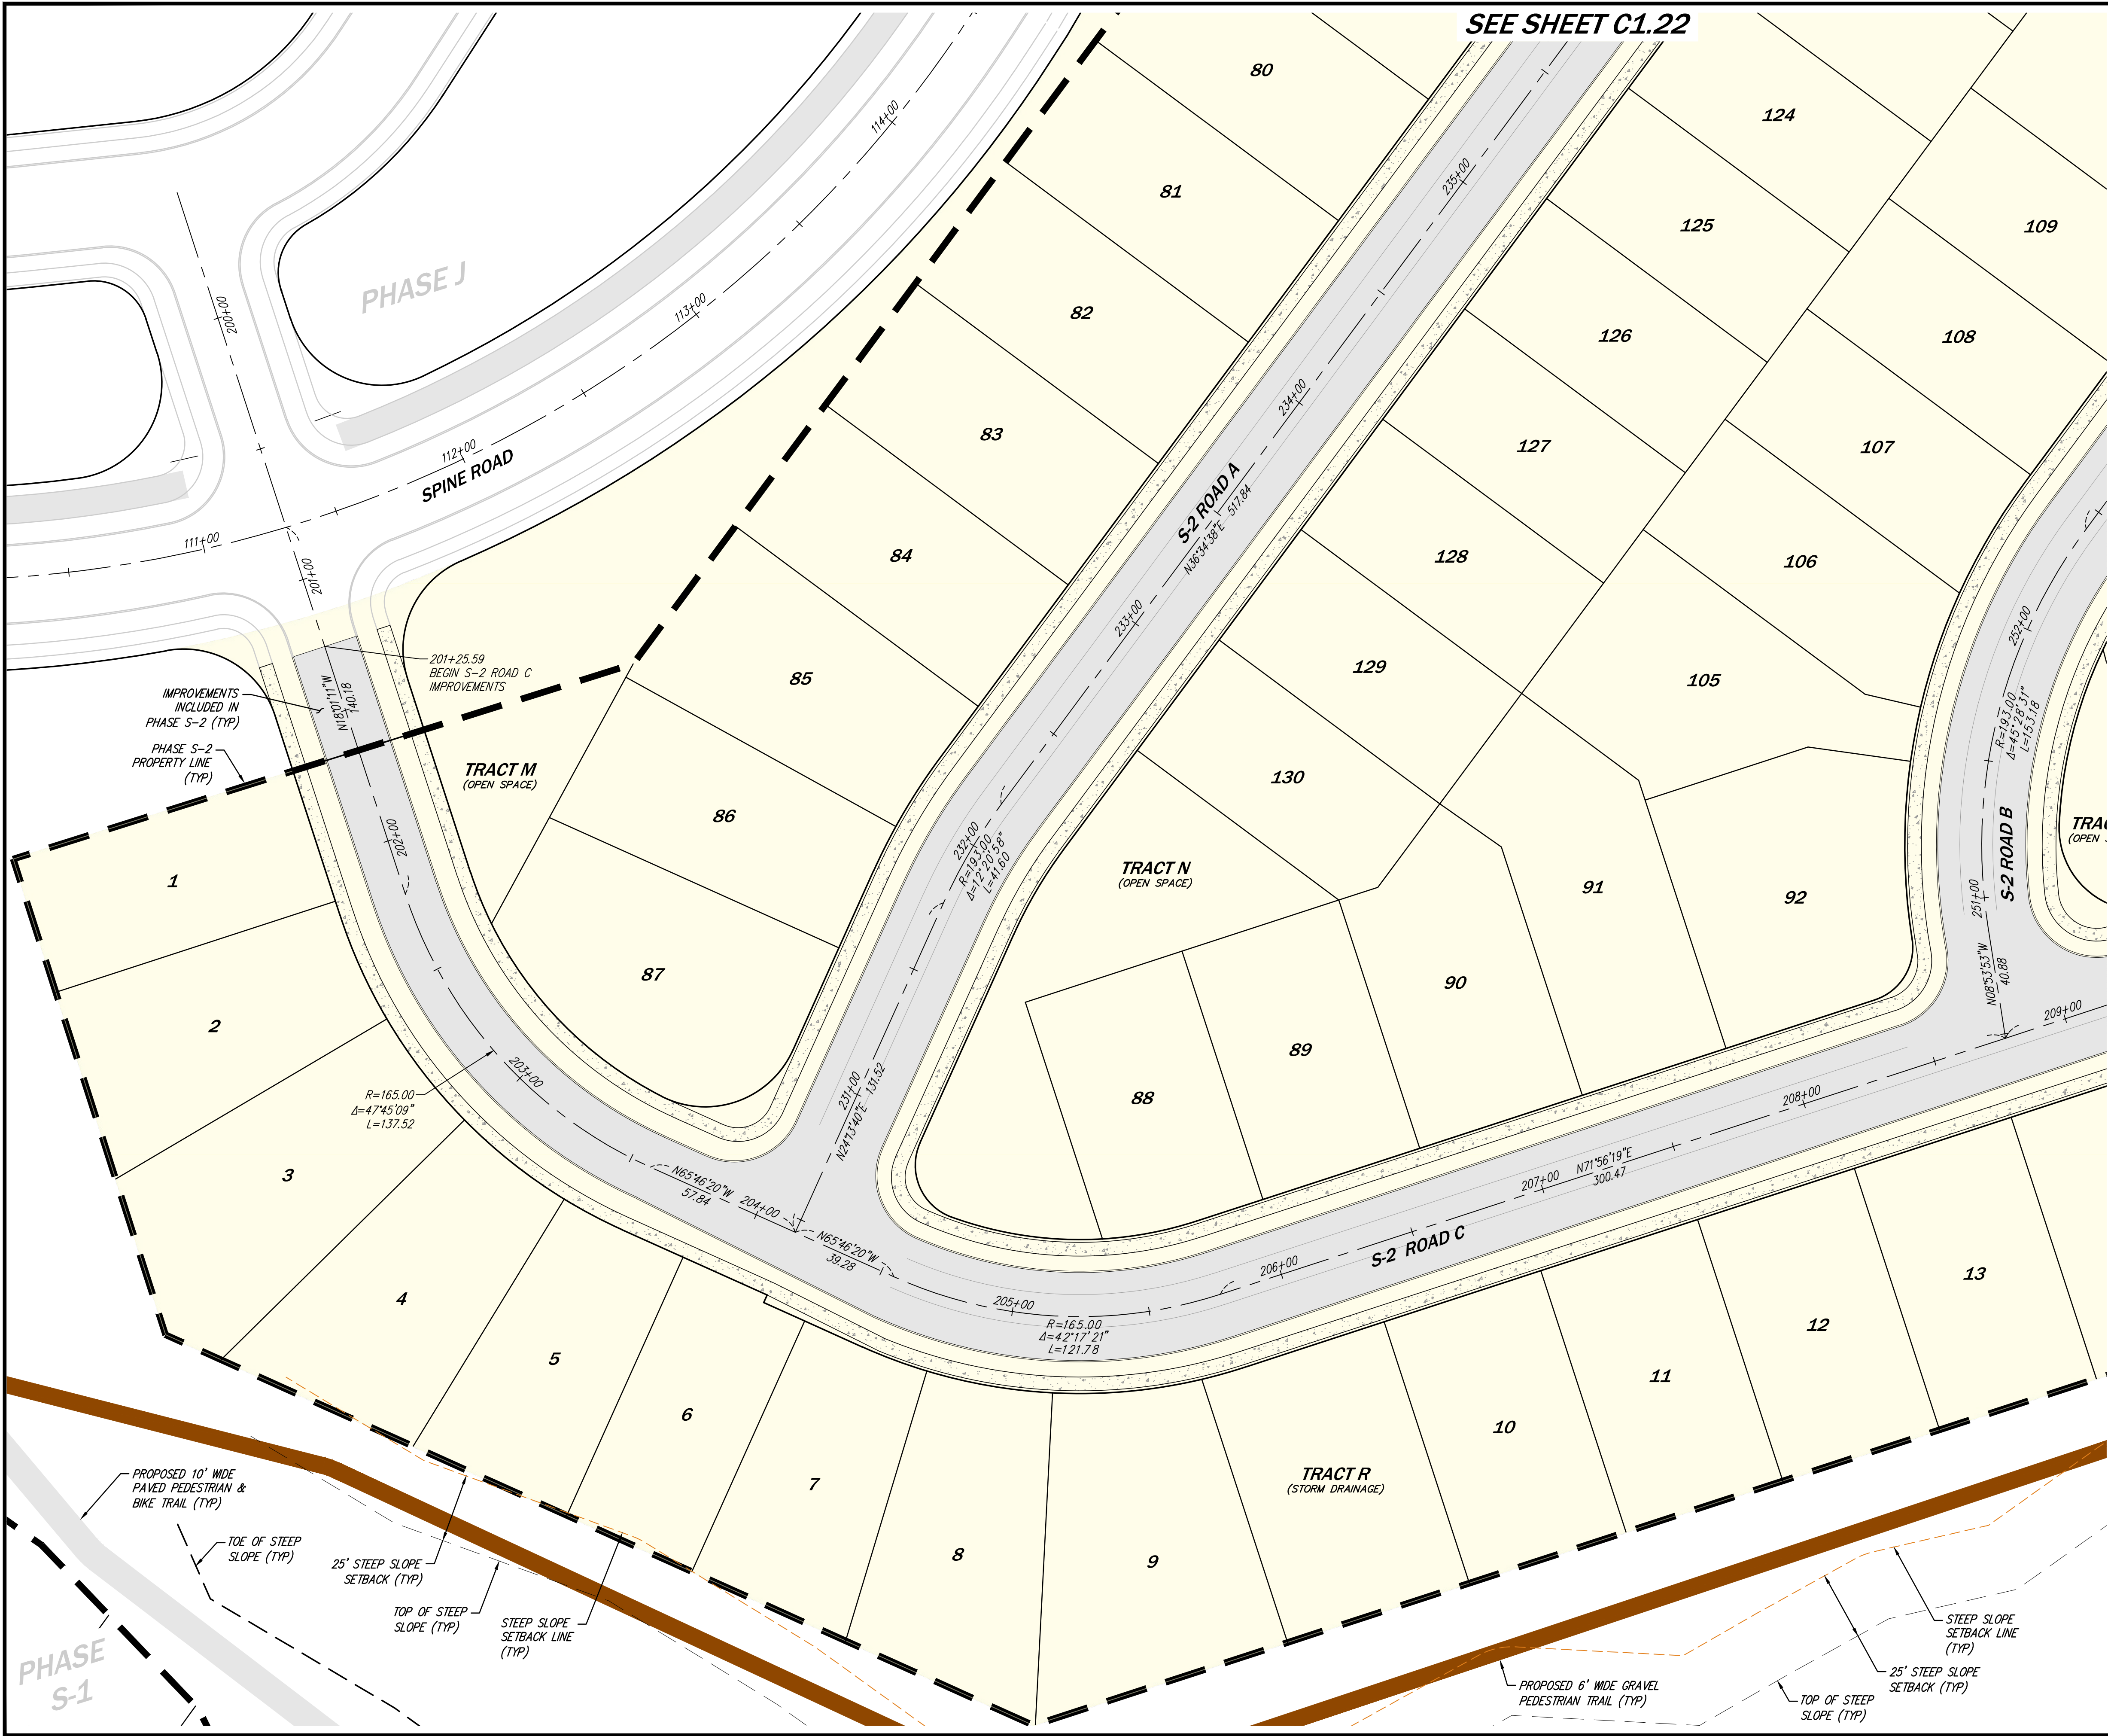 SEE SHEET C1.22
80
81
82
83
84
85
86
87
124
125
126
127
128
129
130
109
108
107
106
105
92
91
90
89
88
1
2
3
4
5
6
7
8
9
10
11
12
13
PHASE J
SPINE ROAD
111+00
112+00
113+00
114+00
200+00
201+00
201+25.59
BEGIN S-2 ROAD C
IMPROVEMENTS
IMPROVEMENTS
INCLUDED IN
PHASE S-2 (TYP)
PHASE S-2
PROPERTY LINE
(TYP)
N18°01'11"W
140.18
202+00
TRACT M
(OPEN SPACE)
203+00
R=165.00
Δ=47°45'09"
L=137.52
N65°46'20"W
57.84
204+00
N65°46'20"W
39.28
205+00
R=165.00
Δ=42°17'21"
L=121.78
206+00
S-2 ROAD C
207+00
N71°56'19"E
300.47
208+00
209+00
S-2 ROAD A
N36°34'38"E 517.84
235+00
234+00
233+00
232+00
R=193.00
Δ=12°20'58"
L=41.60
231+00
N24°13'40"E 131.52
TRACT N
(OPEN SPACE)
252+00
R=193.00
Δ=45°28'31"
L=153.18
S-2 ROAD B
251+00
N08°53'53"W
40.88
TRAC
(OPEN
TRACT R
(STORM DRAINAGE)
PROPOSED 10' WIDE
PAVED PEDESTRIAN &
BIKE TRAIL (TYP)
TOE OF STEEP
SLOPE (TYP)
25' STEEP SLOPE
SETBACK (TYP)
TOP OF STEEP
SLOPE (TYP)
STEEP SLOPE
SETBACK LINE
(TYP)
PHASE
S-1
PROPOSED 6' WIDE GRAVEL
PEDESTRIAN TRAIL (TYP)
STEEP SLOPE
SETBACK LINE
(TYP)
25' STEEP SLOPE
SETBACK (TYP)
TOP OF STEEP
SLOPE (TYP)